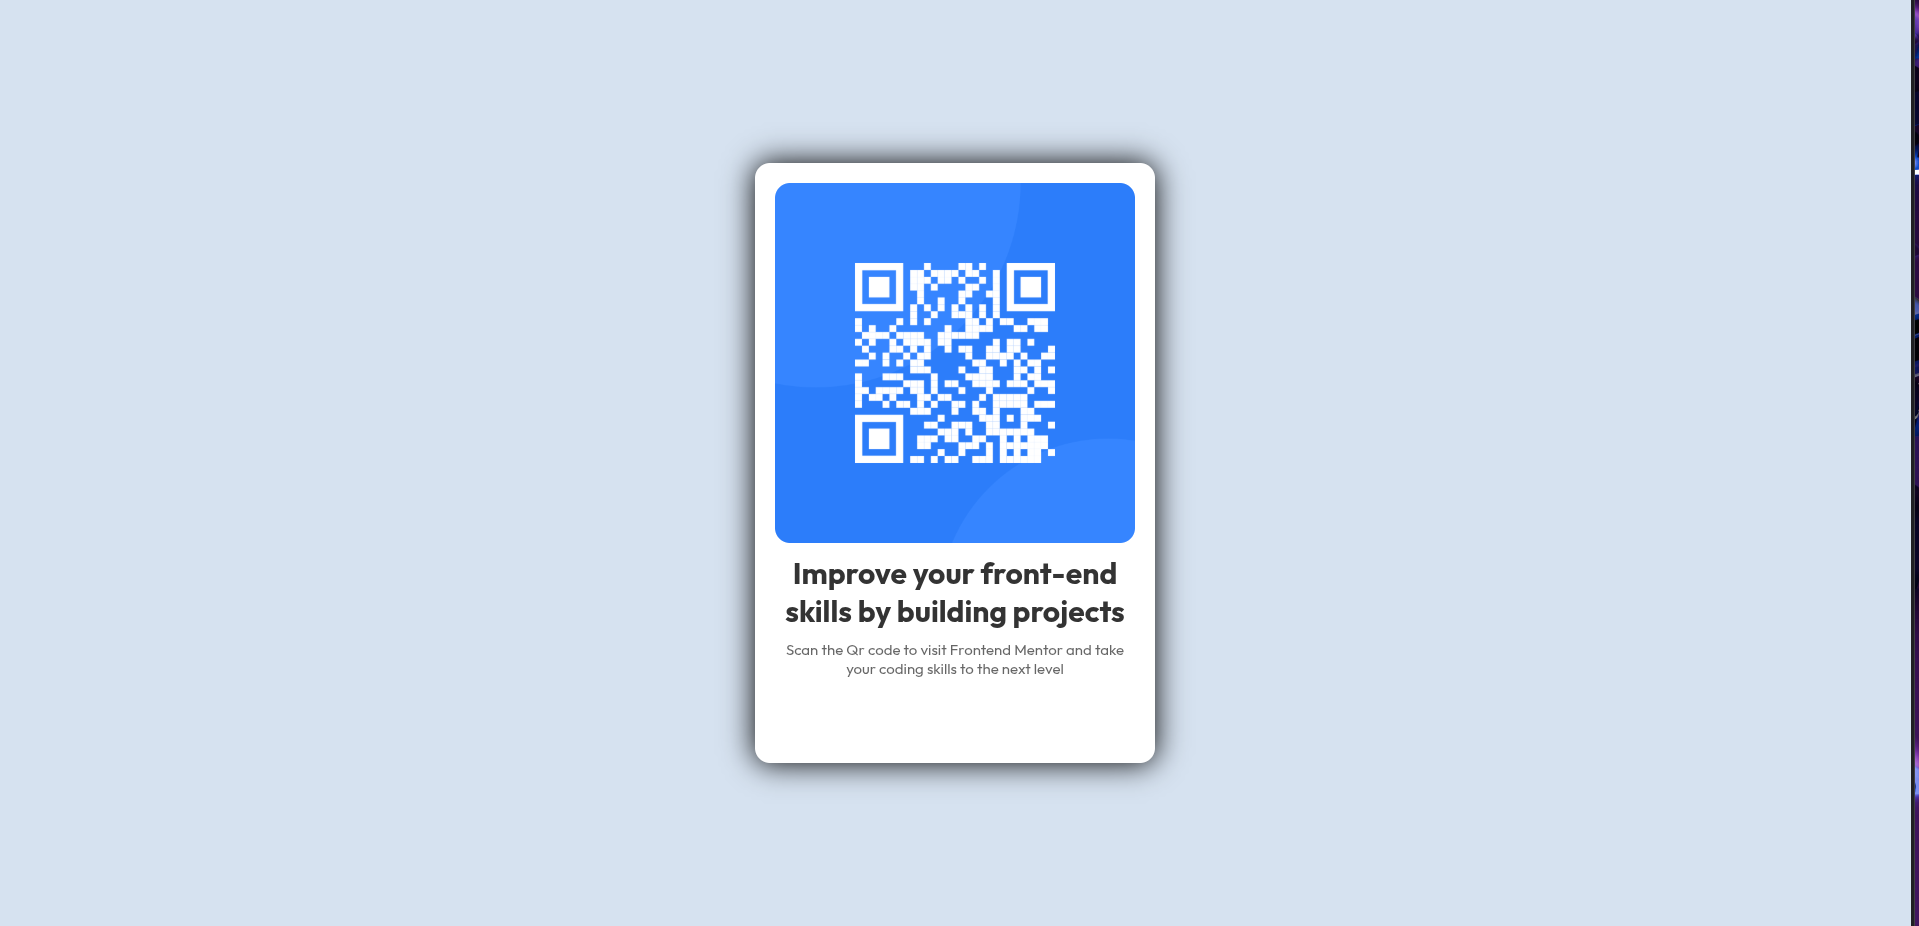 Improve your front-end
skills by building projects
Scan the Qr code to visit Frontend Mentor and take
your coding skills to the next level